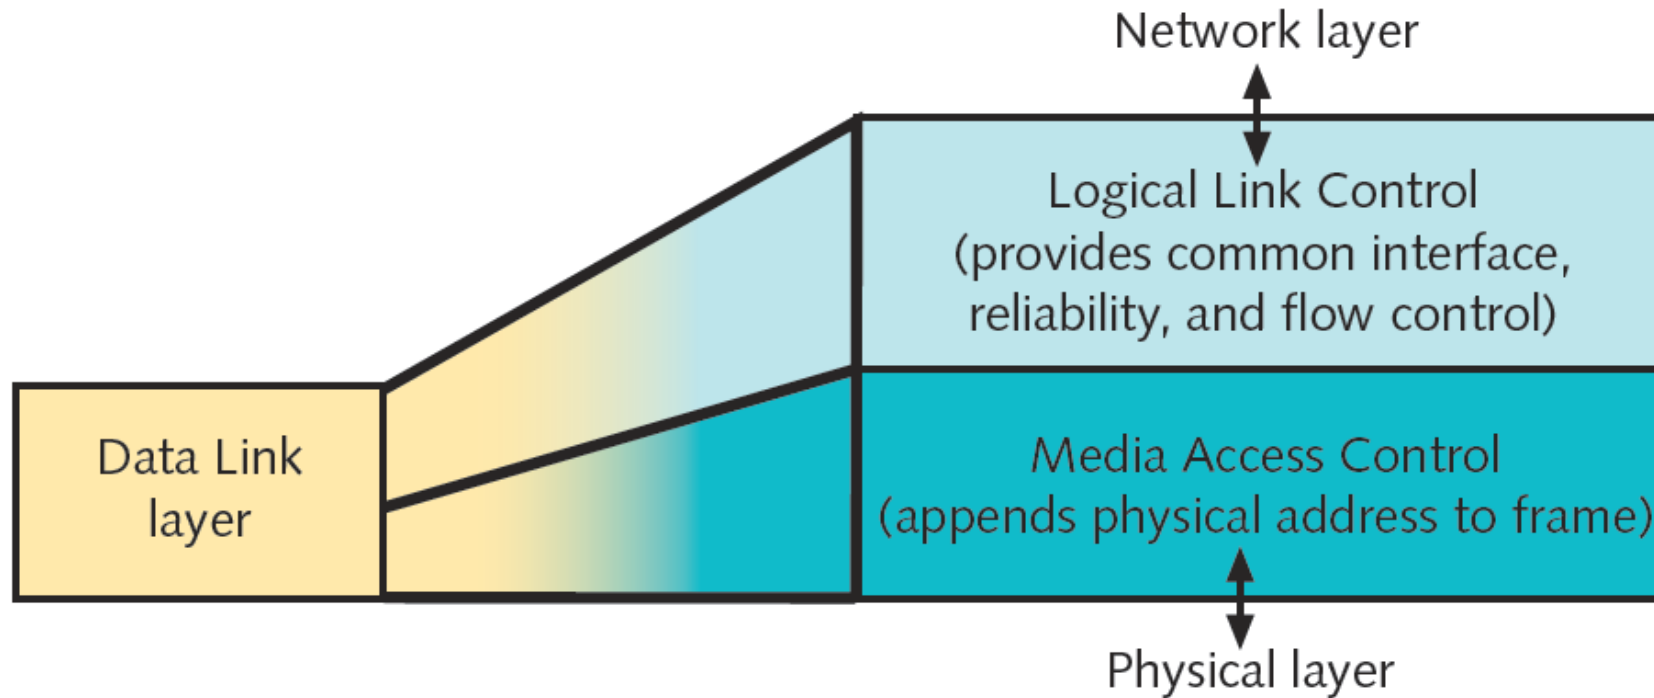 Network layer
Logical Link Control
(provides common interface,
reliability, and flow control)
Data Link
layer
Media Access Control
(appends physical address to frame)
Physical layer